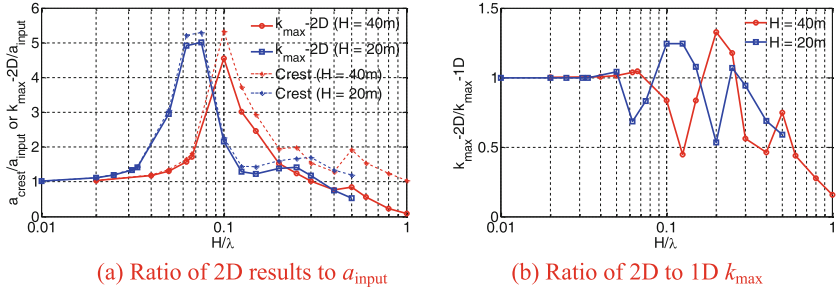 6
5
4
3
2
1
0
a_crest/a_input or k_max-2D/a_input
k_max-2D (H = 40m)
k_max-2D (H = 20m)
Crest (H = 40m)
Crest (H = 20m)
0.01
0.1
1
H/λ
(a) Ratio of 2D results to a_input
1.5
1
0.5
0
k_max-2D/k_max-1D
H = 40m
H = 20m
0.01
0.1
1
H/λ
(b) Ratio of 2D to 1D k_max